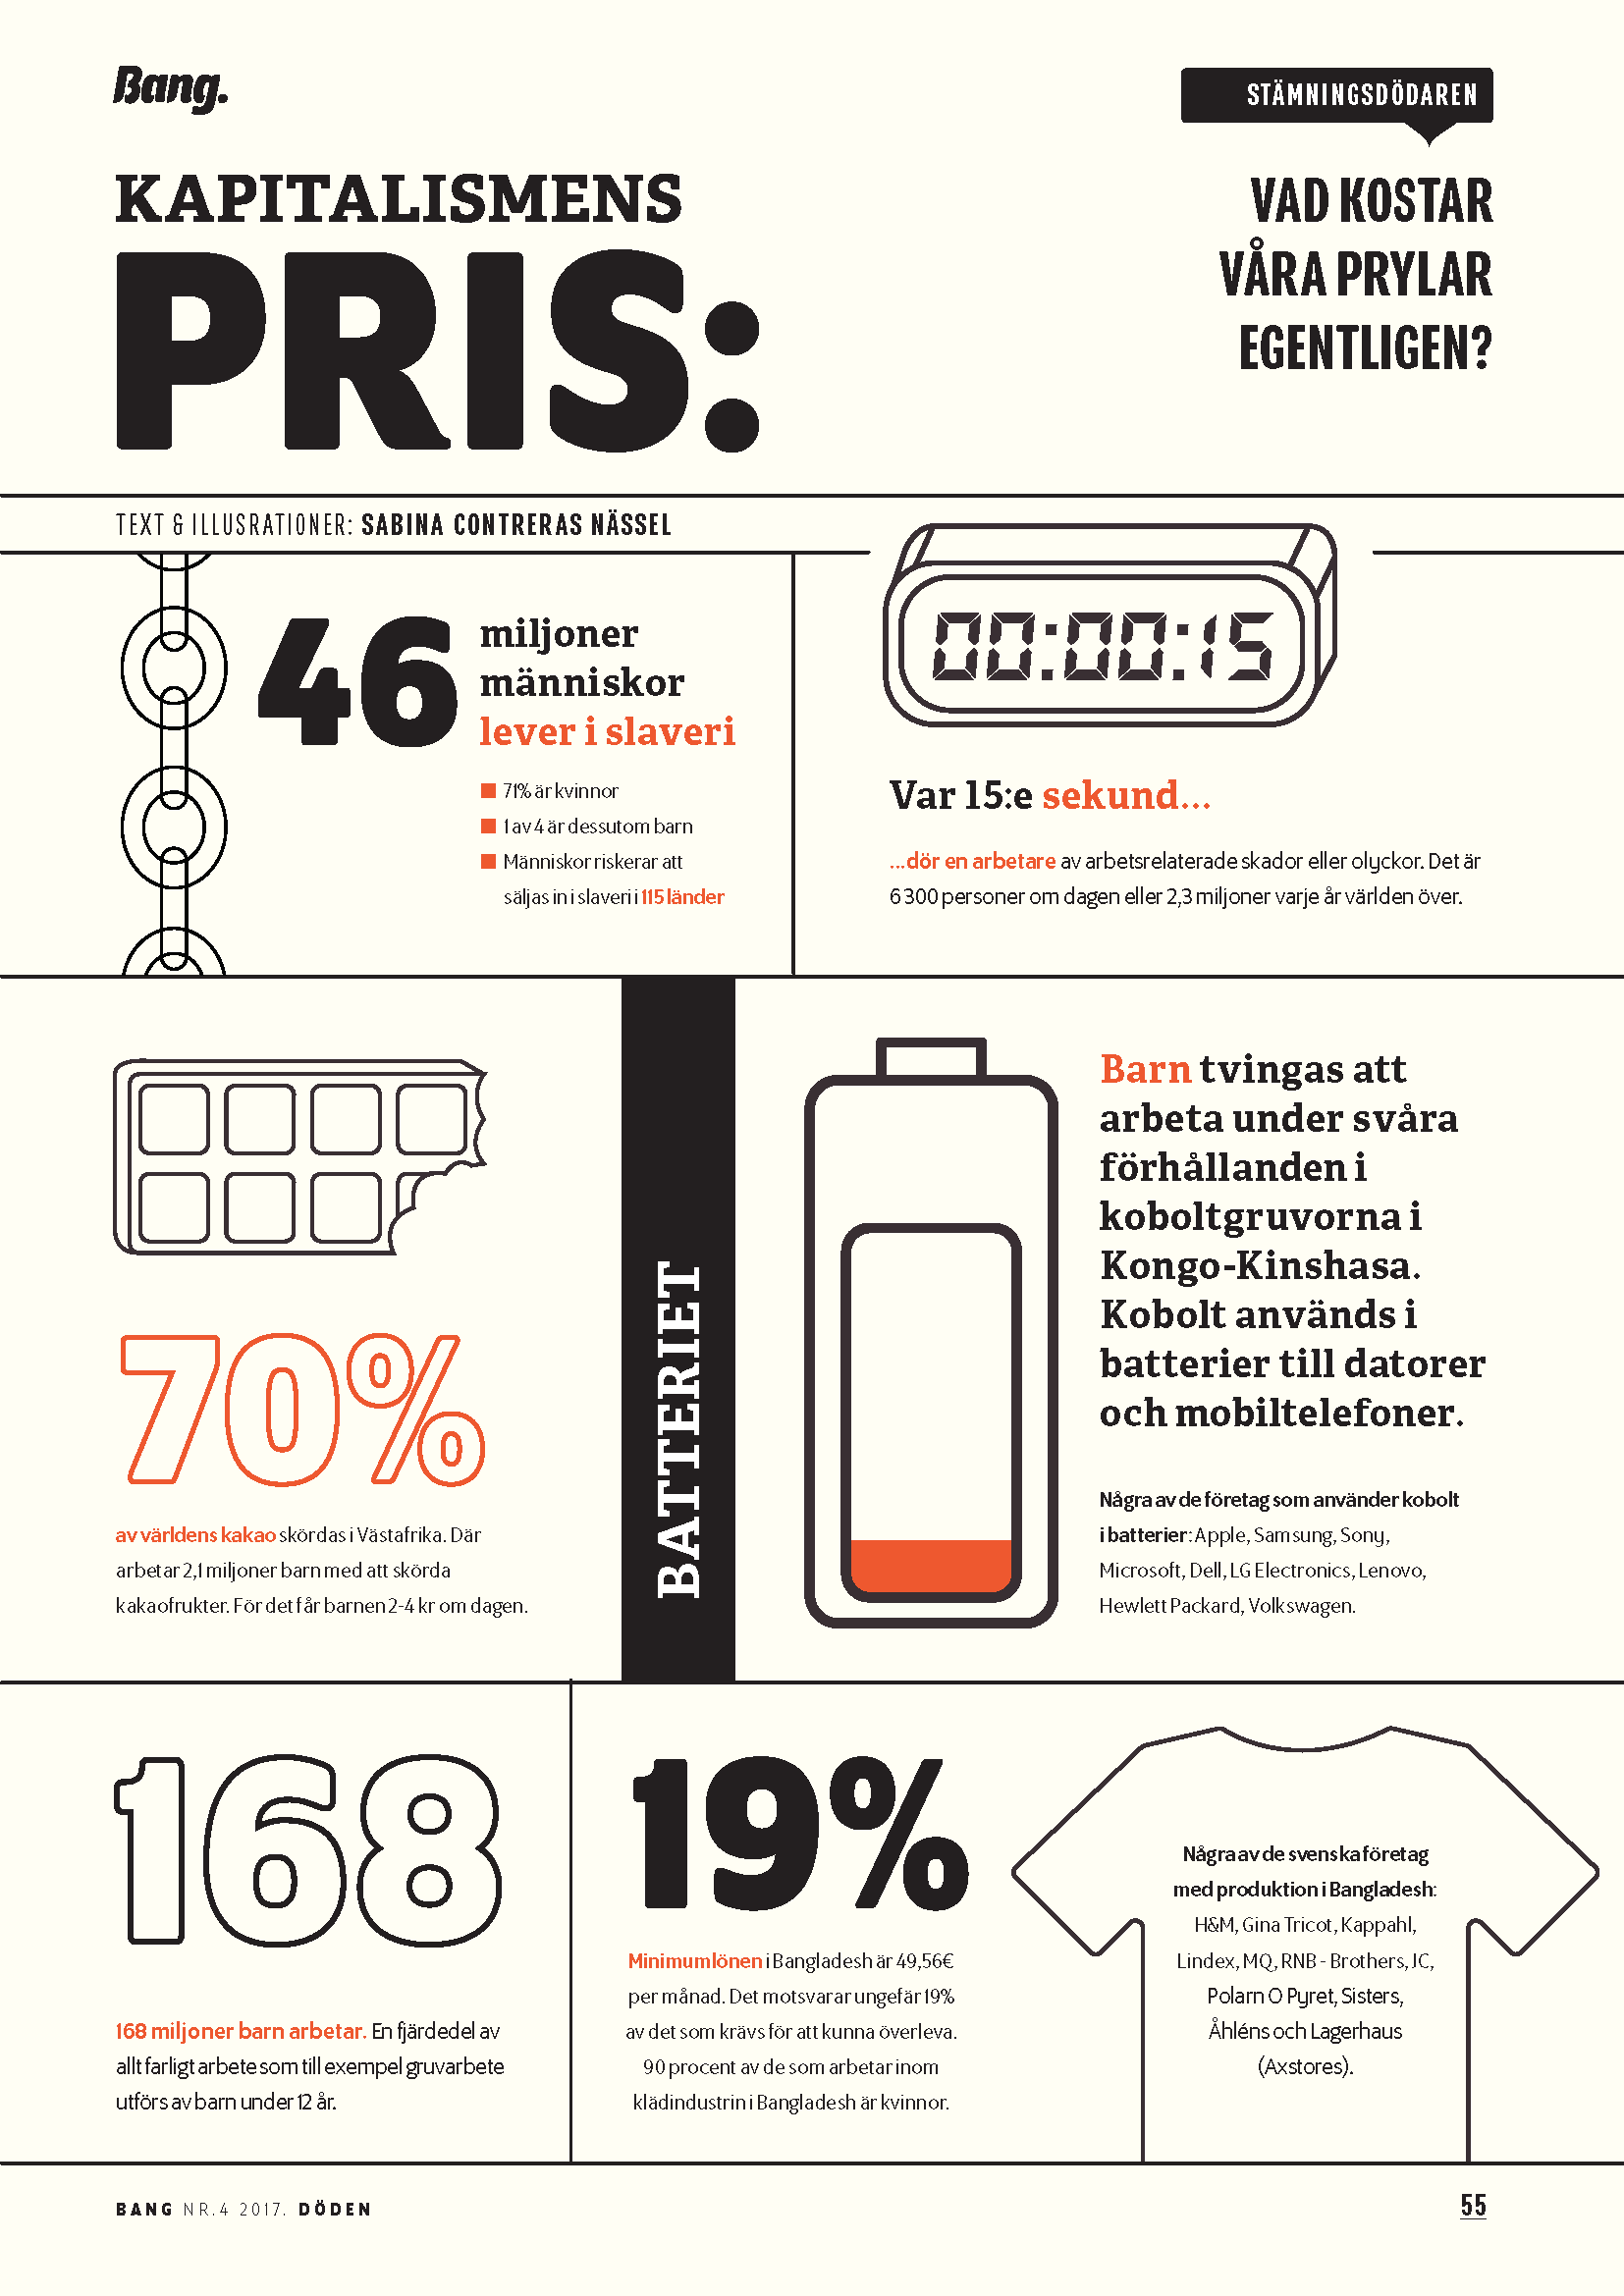 Bang.
STÄMNINGSDÖDAREN
KAPITALISMENS
PRIS:
VAD KOSTAR
VÅRA PRYLAR
EGENTLIGEN?
TEXT & ILLUSRATIONER: SABINA CONTRERAS NÄSSEL
46
miljoner
människor
lever i slaveri
71% är kvinnor
1 av 4 är dessutom barn
Människor riskerar att
säljas in i slaveri i 115 länder
00:00:15
Var 15:e sekund...
...dör en arbetare av arbetsrelaterade skador eller olyckor. Det är
6 300 personer om dagen eller 2,3 miljoner varje år världen över.
70%
av världens kakao skördas i Västafrika. Där
arbetar 2,1 miljoner barn med att skörda
kakaofrukter. För det får barnen 2-4 kr om dagen.
BATTERIET
Barn tvingas att
arbeta under svåra
förhållanden i
koboltgruvorna i
Kongo-Kinshasa.
Kobolt används i
batterier till datorer
och mobiltelefoner.
Några av de företag som använder kobolt
i batterier: Apple, Samsung, Sony,
Microsoft, Dell, LG Electronics, Lenovo,
Hewlett Packard, Volkswagen.
168
168 miljoner barn arbetar. En fjärdedel av
allt farligt arbete som till exempel gruvarbete
utförs av barn under 12 år.
19%
Minimumlönen i Bangladesh är 49,56€
per månad. Det motsvarar ungefär 19%
av det som krävs för att kunna överleva.
90 procent av de som arbetar inom
klädindustrin i Bangladesh är kvinnor.
Några av de svenska företag
med produktion i Bangladesh:
H&M, Gina Tricot, Kappahl,
Lindex, MQ, RNB - Brothers, JC,
Polarn O Pyret, Sisters,
Åhléns och Lagerhaus
(Axstores).
BANG NR.4 2017. DÖDEN
55